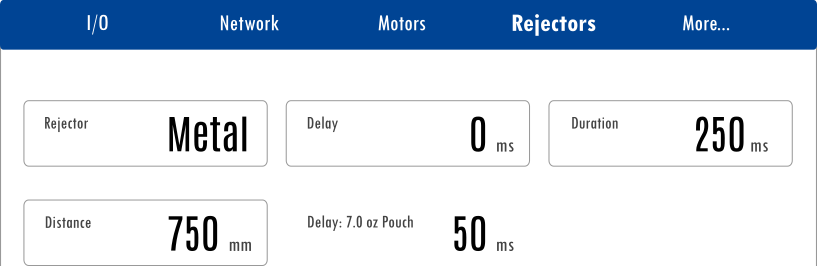 I/O Network Motors Rejectors More...
Rejector Metal Delay 0 ms Duration 250 ms
Distance 750 mm Delay: 7.0 oz Pouch 50 ms